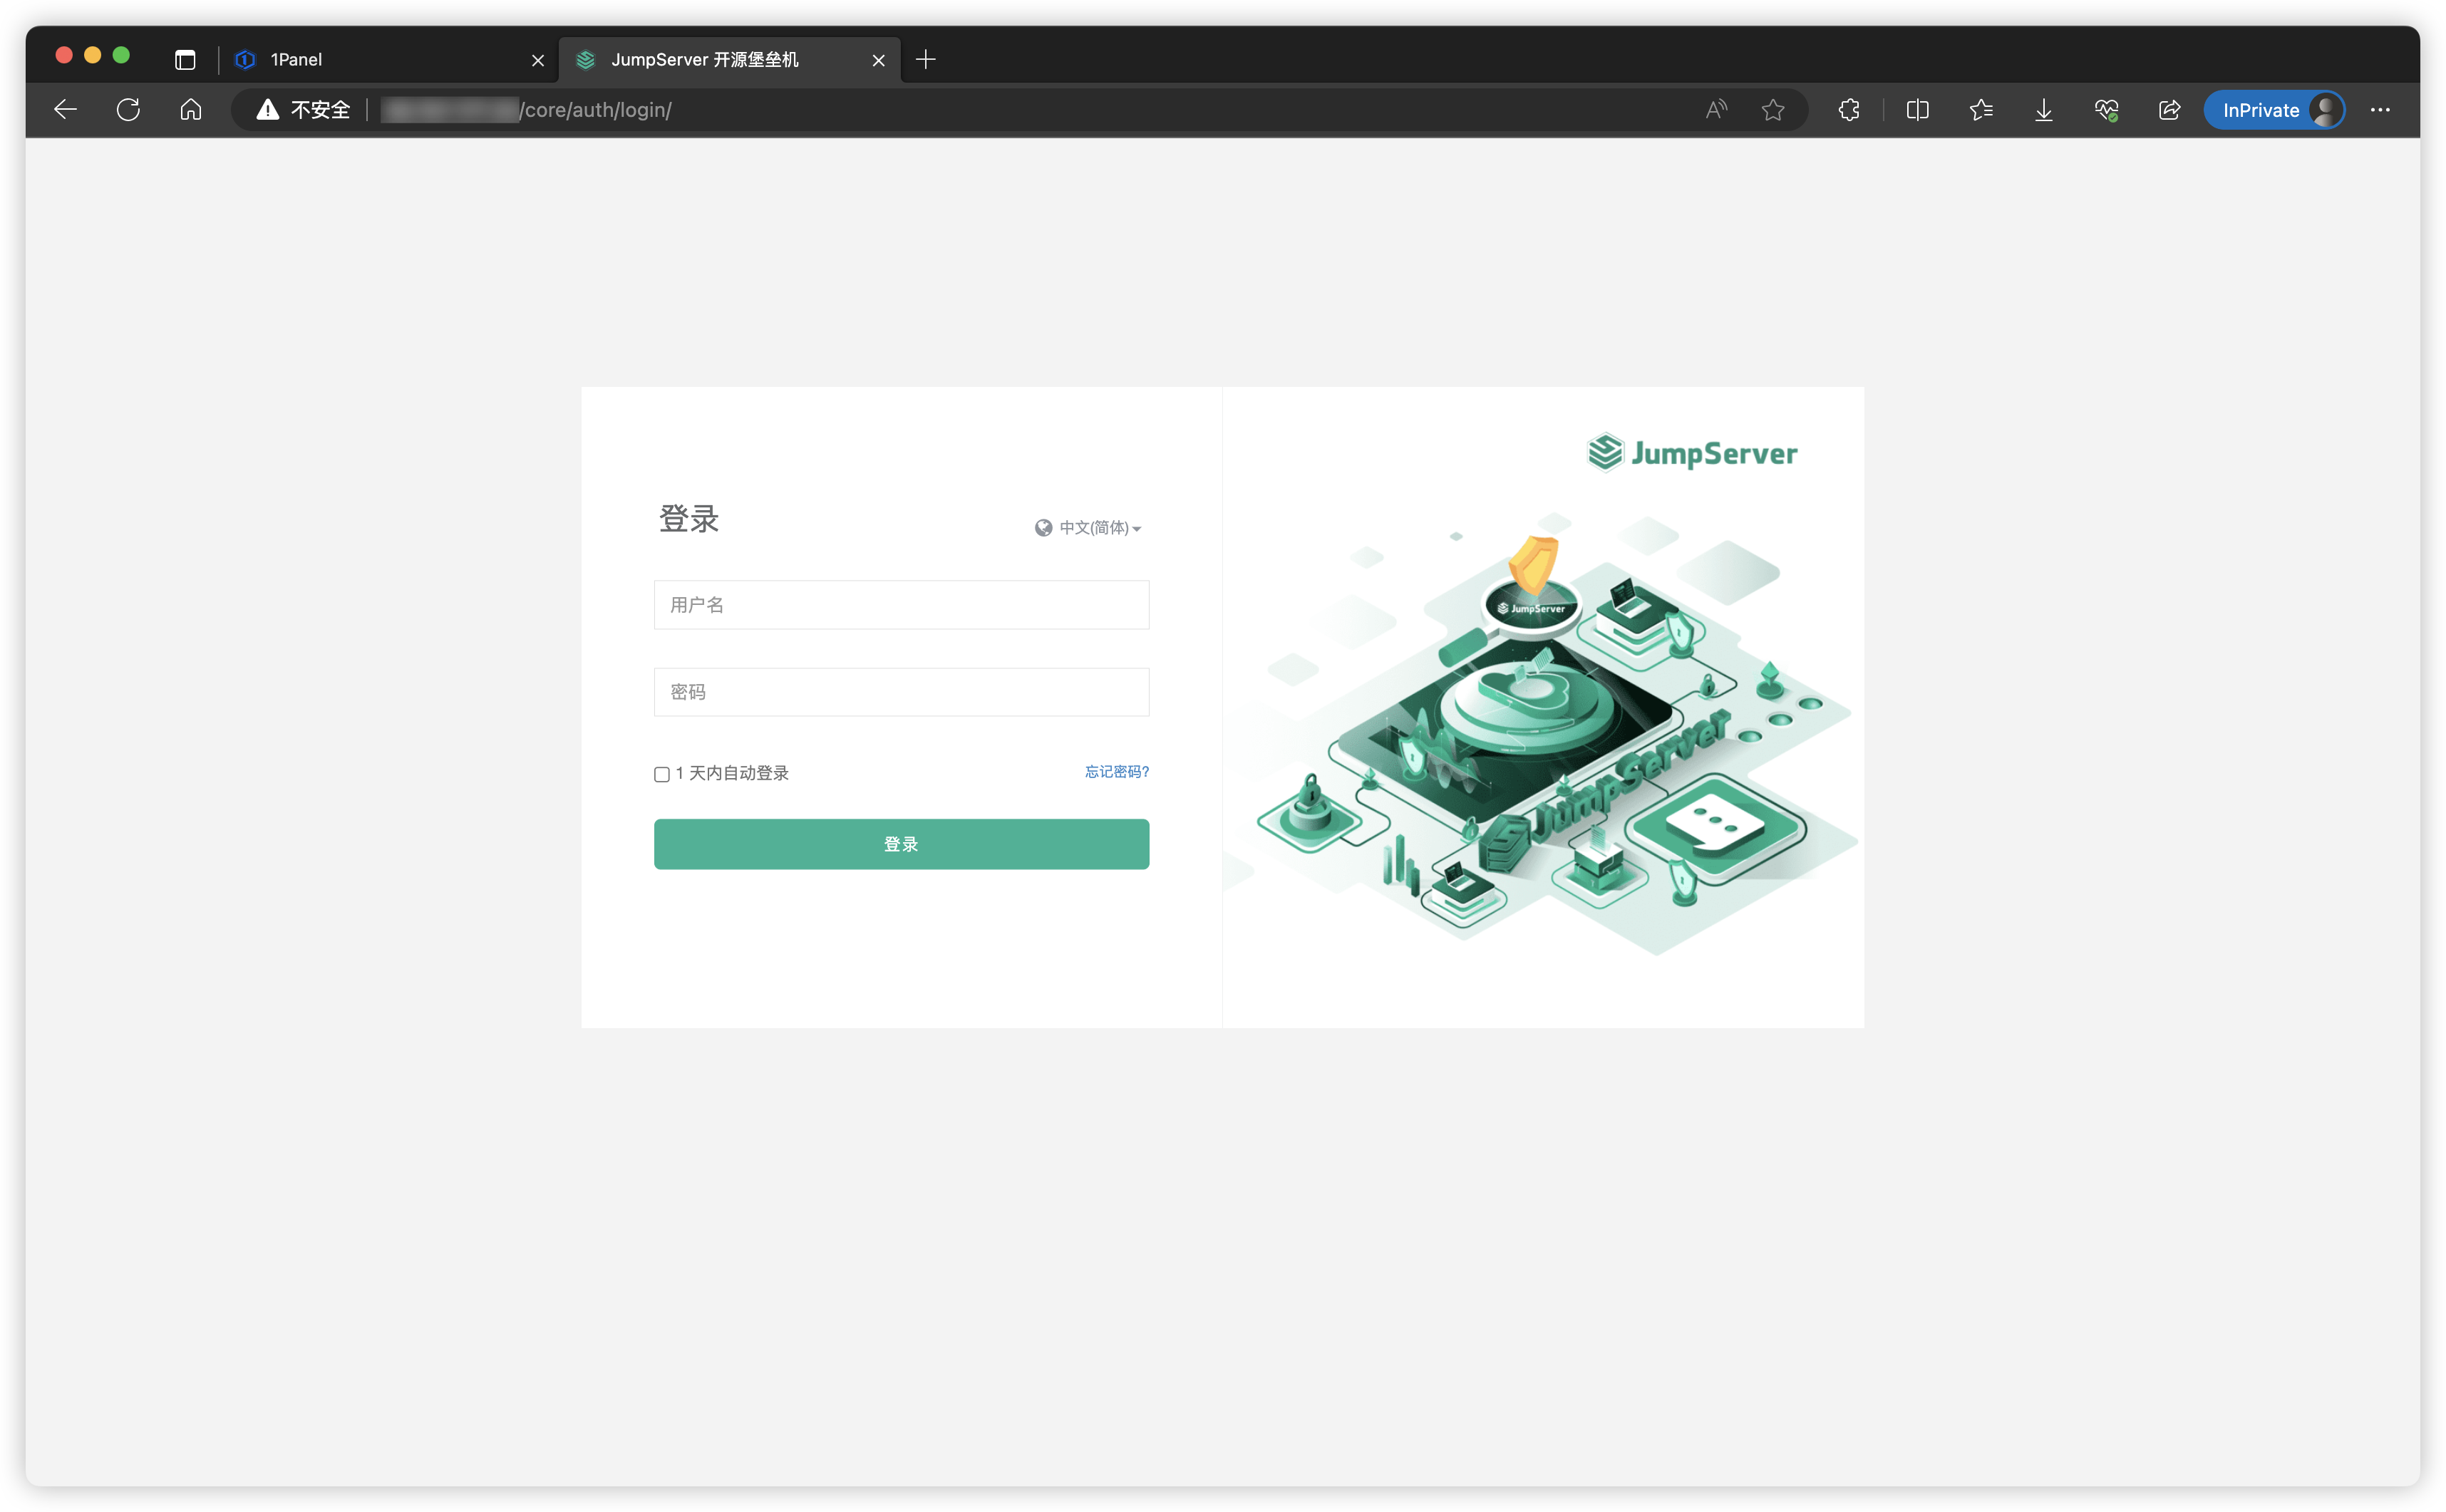 1Panel
JumpServer 开源堡垒机
不安全
/core/auth/login/
InPrivate
JumpServer
登录
中文(简体)
用户名
密码
1 天内自动登录
忘记密码?
登录
JumpServer
JumpServer